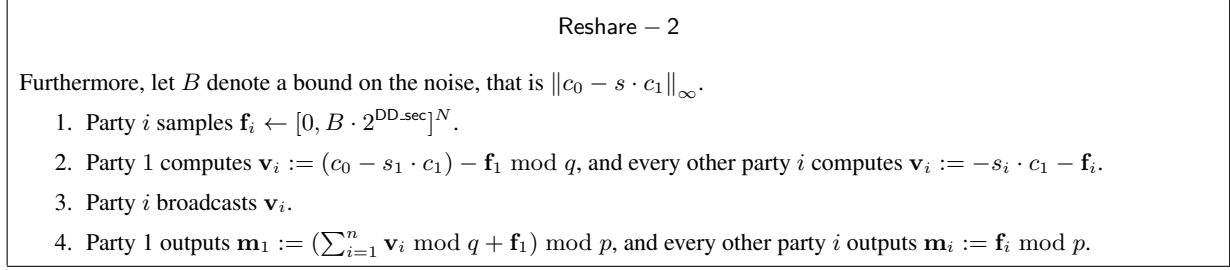 Reshare − 2
Furthermore, let B denote a bound on the noise, that is ‖c₀ − s · c₁‖∞.
1. Party i samples fᵢ ← [0, B · 2^DD_sec]^N.
2. Party 1 computes vᵢ := (c₀ − s₁ · c₁) − f₁ mod q, and every other party i computes vᵢ := −sᵢ · c₁ − fᵢ.
3. Party i broadcasts vᵢ.
4. Party 1 outputs m₁ := (∑ⁿᵢ₌₁ vᵢ mod q + f₁) mod p, and every other party i outputs mᵢ := fᵢ mod p.